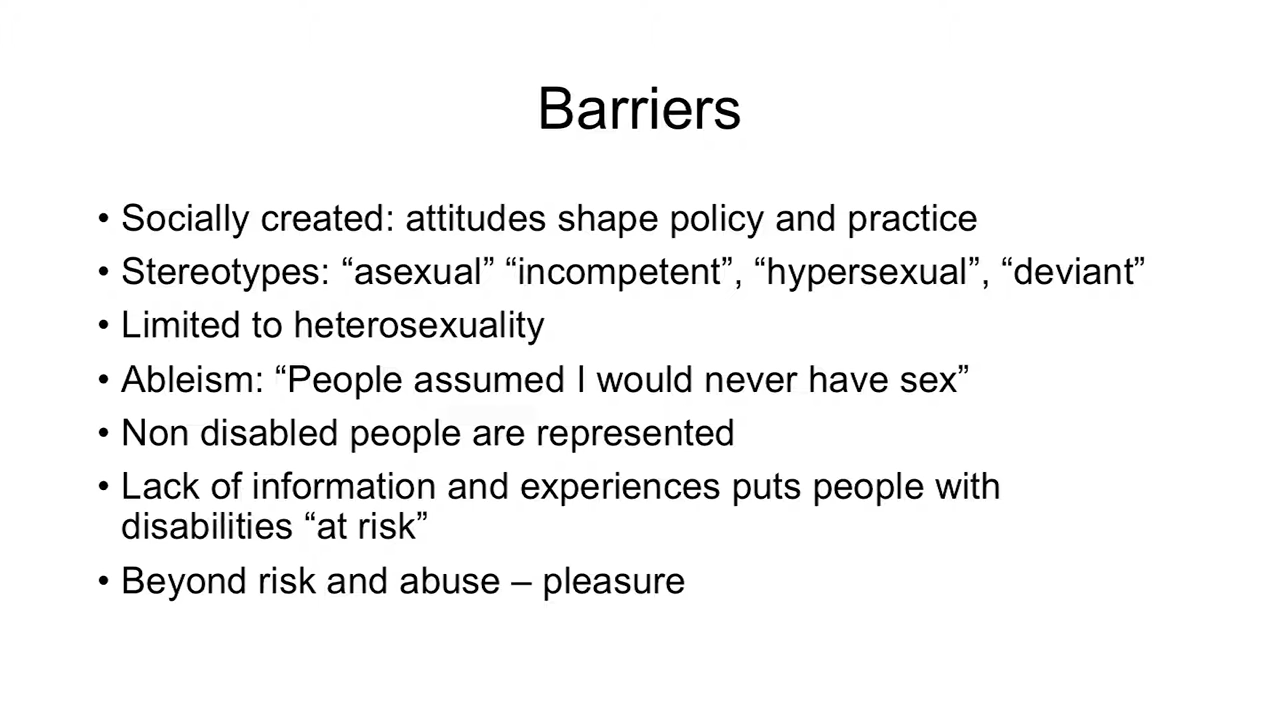 Barriers
• Socially created: attitudes shape policy and practice
• Stereotypes: “asexual” “incompetent”, “hypersexual”, “deviant”
• Limited to heterosexuality
• Ableism: “People assumed I would never have sex”
• Non disabled people are represented
• Lack of information and experiences puts people with
disabilities “at risk”
• Beyond risk and abuse – pleasure